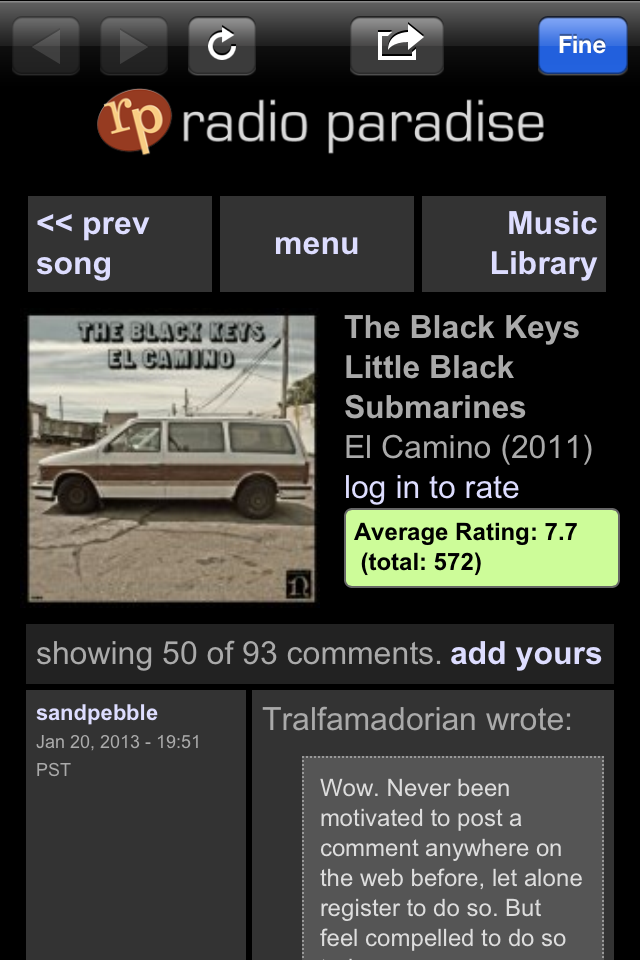 Fine
rp radio paradise
<< prev
song
menu
Music
Library
THE BLACK KEYS
EL CAMINO
The Black Keys
Little Black
Submarines
El Camino (2011)
log in to rate
Average Rating: 7.7
(total: 572)
showing 50 of 93 comments. add yours
sandpebble
Jan 20, 2013 - 19:51
PST
Tralfamadorian wrote:
Wow. Never been
motivated to post a
comment anywhere on
the web before, let alone
register to do so. But
feel compelled to do so